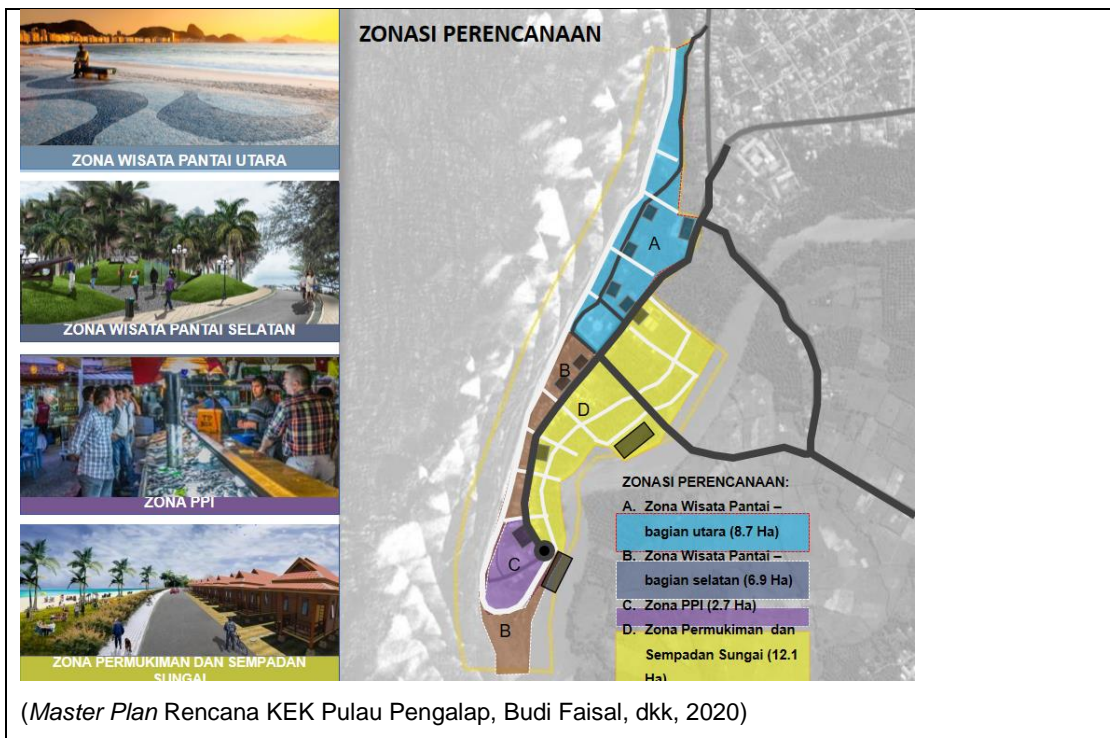 ZONASI PERENCANAAN
ZONA WISATA PANTAI UTARA
ZONA WISATA PANTAI SELATAN
ZONA PPI
ZONA PERMUKIMAN DAN SEMPADAN
SUNGAI
A
B
D
C
B
ZONASI PERENCANAAN:
A. Zona Wisata Pantai –
bagian utara (8.7 Ha)
B. Zona Wisata Pantai –
bagian selatan (6.9 Ha)
C. Zona PPI (2.7 Ha)
D. Zona Permukiman dan
Sempadan Sungai (12.1
Ha)
(Master Plan Rencana KEK Pulau Pengalap, Budi Faisal, dkk, 2020)